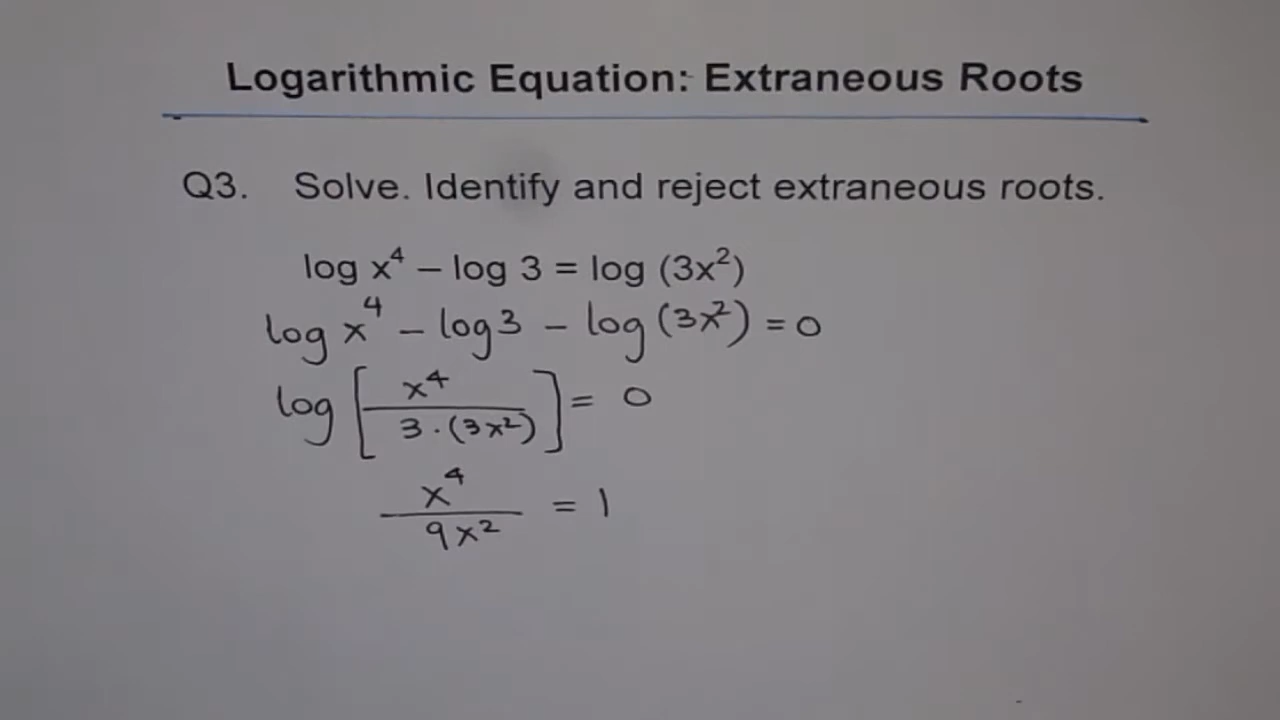 Logarithmic Equation: Extraneous Roots
Q3. Solve. Identify and reject extraneous roots.
log x⁴ – log 3 = log (3x²)
log x⁴ – log 3 – log (3x²) = 0
log [ x⁴ / 3 · (3x²) ] = 0
x⁴ / 9x² = 1